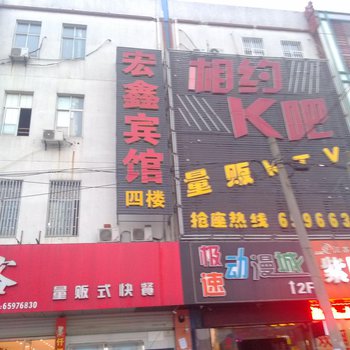 宏鑫宾馆
四楼
相约
K吧
量贩KTV
抢座热线
量贩式快餐
65976830
极速动漫城
12F